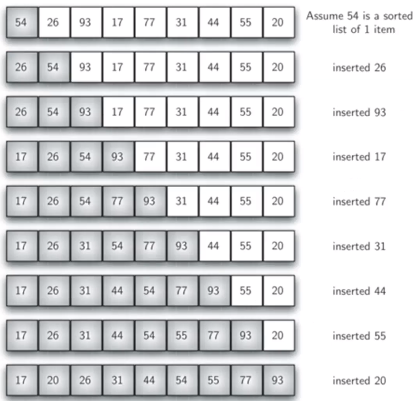 54 26 93 17 77 31 44 55 20 Assume 54 is a sorted
list of 1 item
26 54 93 17 77 31 44 55 20 inserted 26
26 54 93 17 77 31 44 55 20 inserted 93
17 26 54 93 77 31 44 55 20 inserted 17
17 26 54 77 93 31 44 55 20 inserted 77
17 26 31 54 77 93 44 55 20 inserted 31
17 26 31 44 54 77 93 55 20 inserted 44
17 26 31 44 54 55 77 93 20 inserted 55
17 20 26 31 44 54 55 77 93 inserted 20